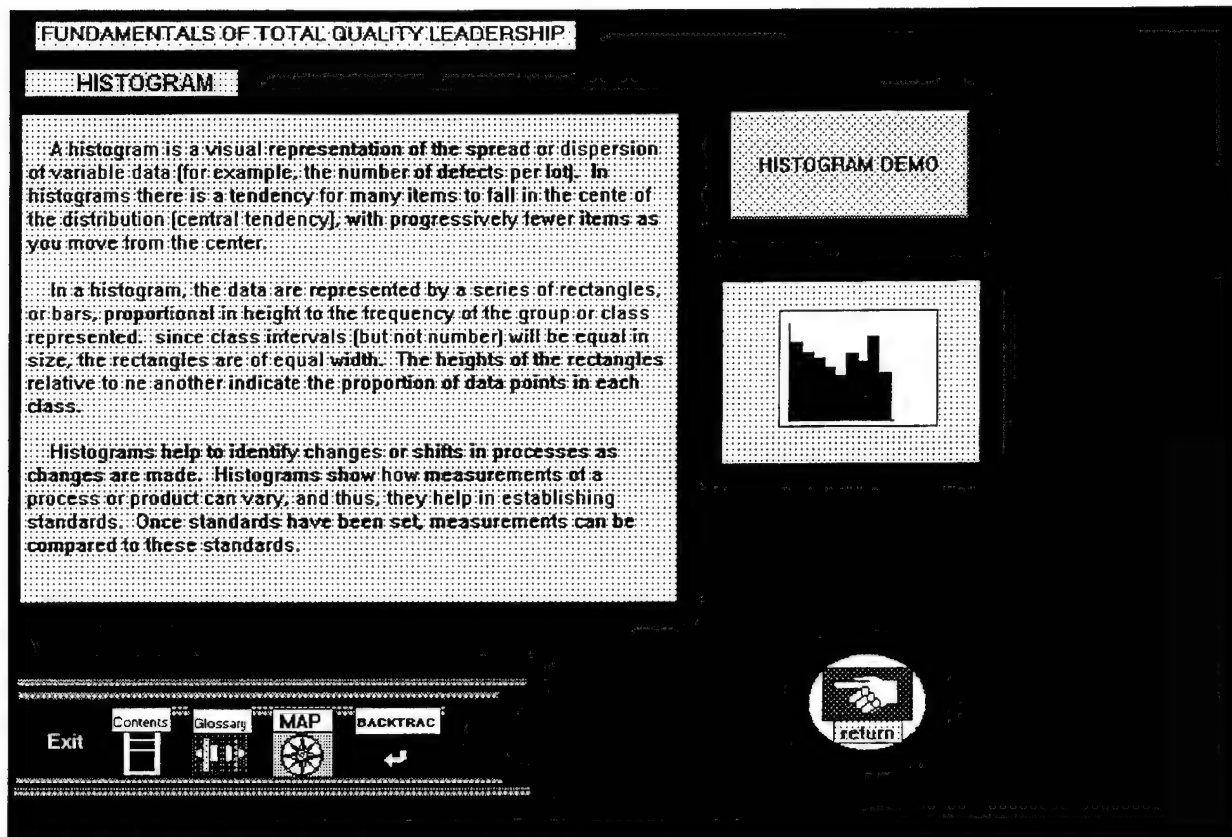 FUNDAMENTALS OF TOTAL QUALITY LEADERSHIP
HISTOGRAM
A histogram is a visual representation of the spread or dispersion
of variable data (for example, the number of defects per lot). In
histograms there is a tendency for many items to fall in the cente of
the distribution (central tendency), with progressively fewer items as
you move from the center.
In a histogram, the data are represented by a series of rectangles,
or bars, proportional in height to the frequency of the group or class
represented. since class intervals (but not number) will be equal in
size, the rectangles are of equal width. The heights of the rectangles
relative to ne another indicate the proportion of data points in each
class.
Histograms help to identify changes or shifts in processes as
changes are made. Histograms show how measurements of a
process or product can vary, and thus, they help in establishing
standards. Once standards have been set, measurements can be
compared to these standards.
HISTOGRAM DEMO
Exit
Contents
Glossary
MAP
BACKTRAC
return